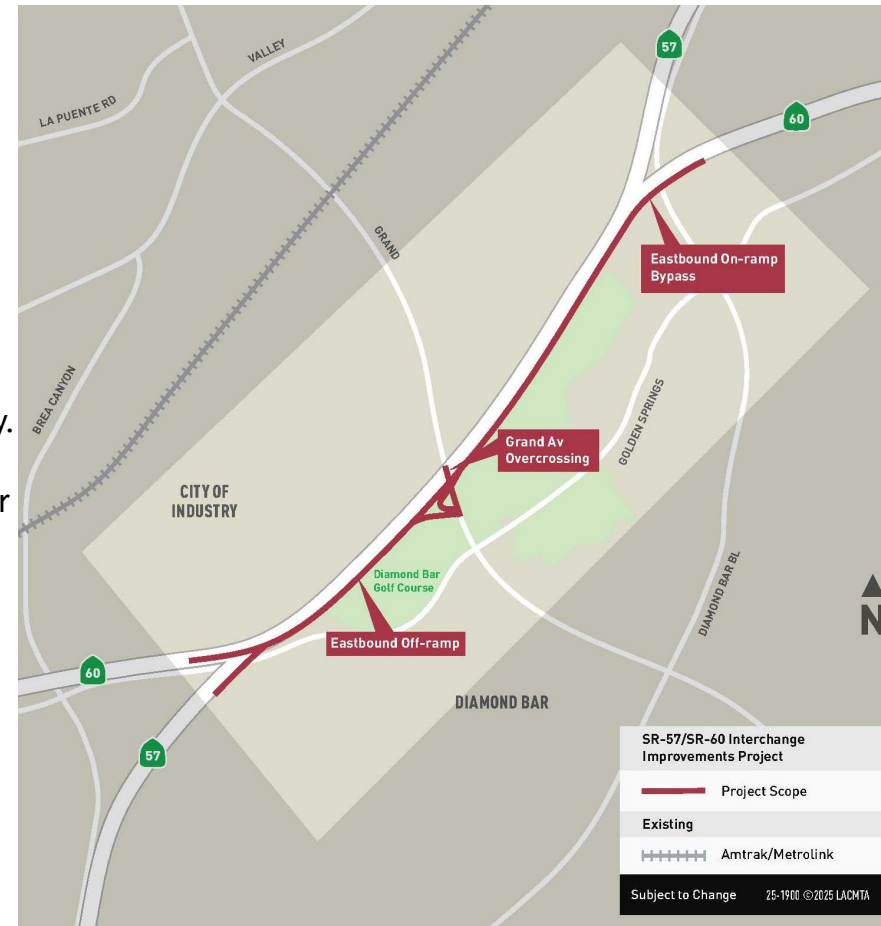 57
VALLEY
LA PUENTE RD
60
GRAND
Eastbound On-ramp
Bypass
BREA CANYON
y.
GOLDEN SPRINGS
Grand Av
Overcrossing
r
CITY OF
INDUSTRY
Diamond Bar
Golf Course
DIAMOND BAR BL
N
Eastbound Off-ramp
60
DIAMOND BAR
57
SR-57/SR-60 Interchange
Improvements Project
Project Scope
Existing
Amtrak/Metrolink
Subject to Change 25-1900 ©2025 LACMTA